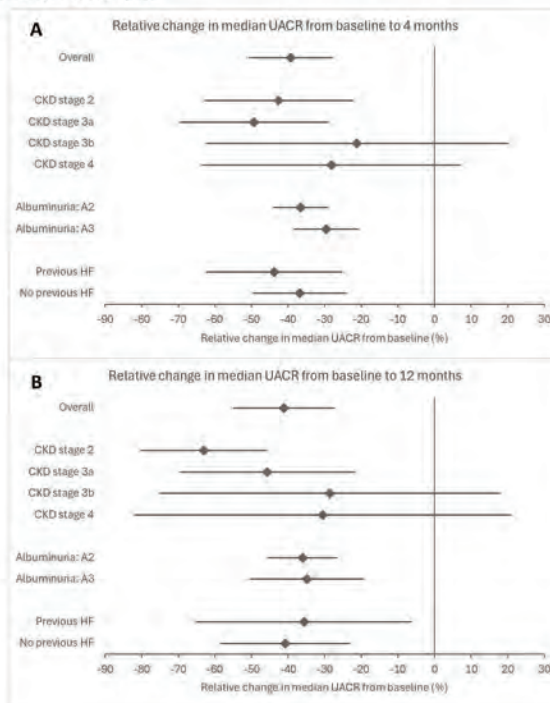 A
Relative change in median UACR from baseline to 4 months
Overall
CKD stage 2
CKD stage 3a
CKD stage 3b
CKD stage 4
Albuminuria: A2
Albuminuria: A3
Previous HF
No previous HF
-90 -80 -70 -60 -50 -40 -30 -20 -10 0 10 20 30
Relative change in median UACR from baseline (%)
B
Relative change in median UACR from baseline to 12 months
Overall
CKD stage 2
CKD stage 3a
CKD stage 3b
CKD stage 4
Albuminuria: A2
Albuminuria: A3
Previous HF
No previous HF
-90 -80 -70 -60 -50 -40 -30 -20 -10 0 10 20 30
Relative change in median UACR from baseline (%)